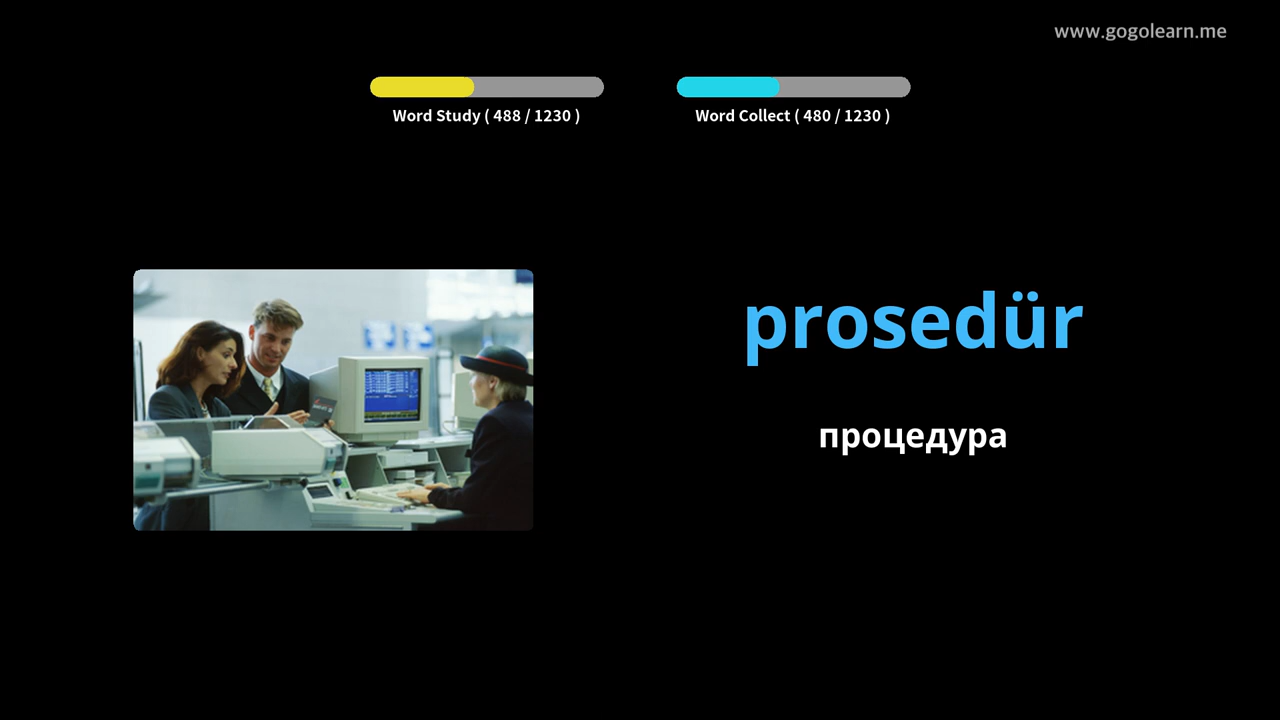 www.gogolearn.me
Word Study ( 488 / 1230 )
Word Collect ( 480 / 1230 )
prosedür
процедура